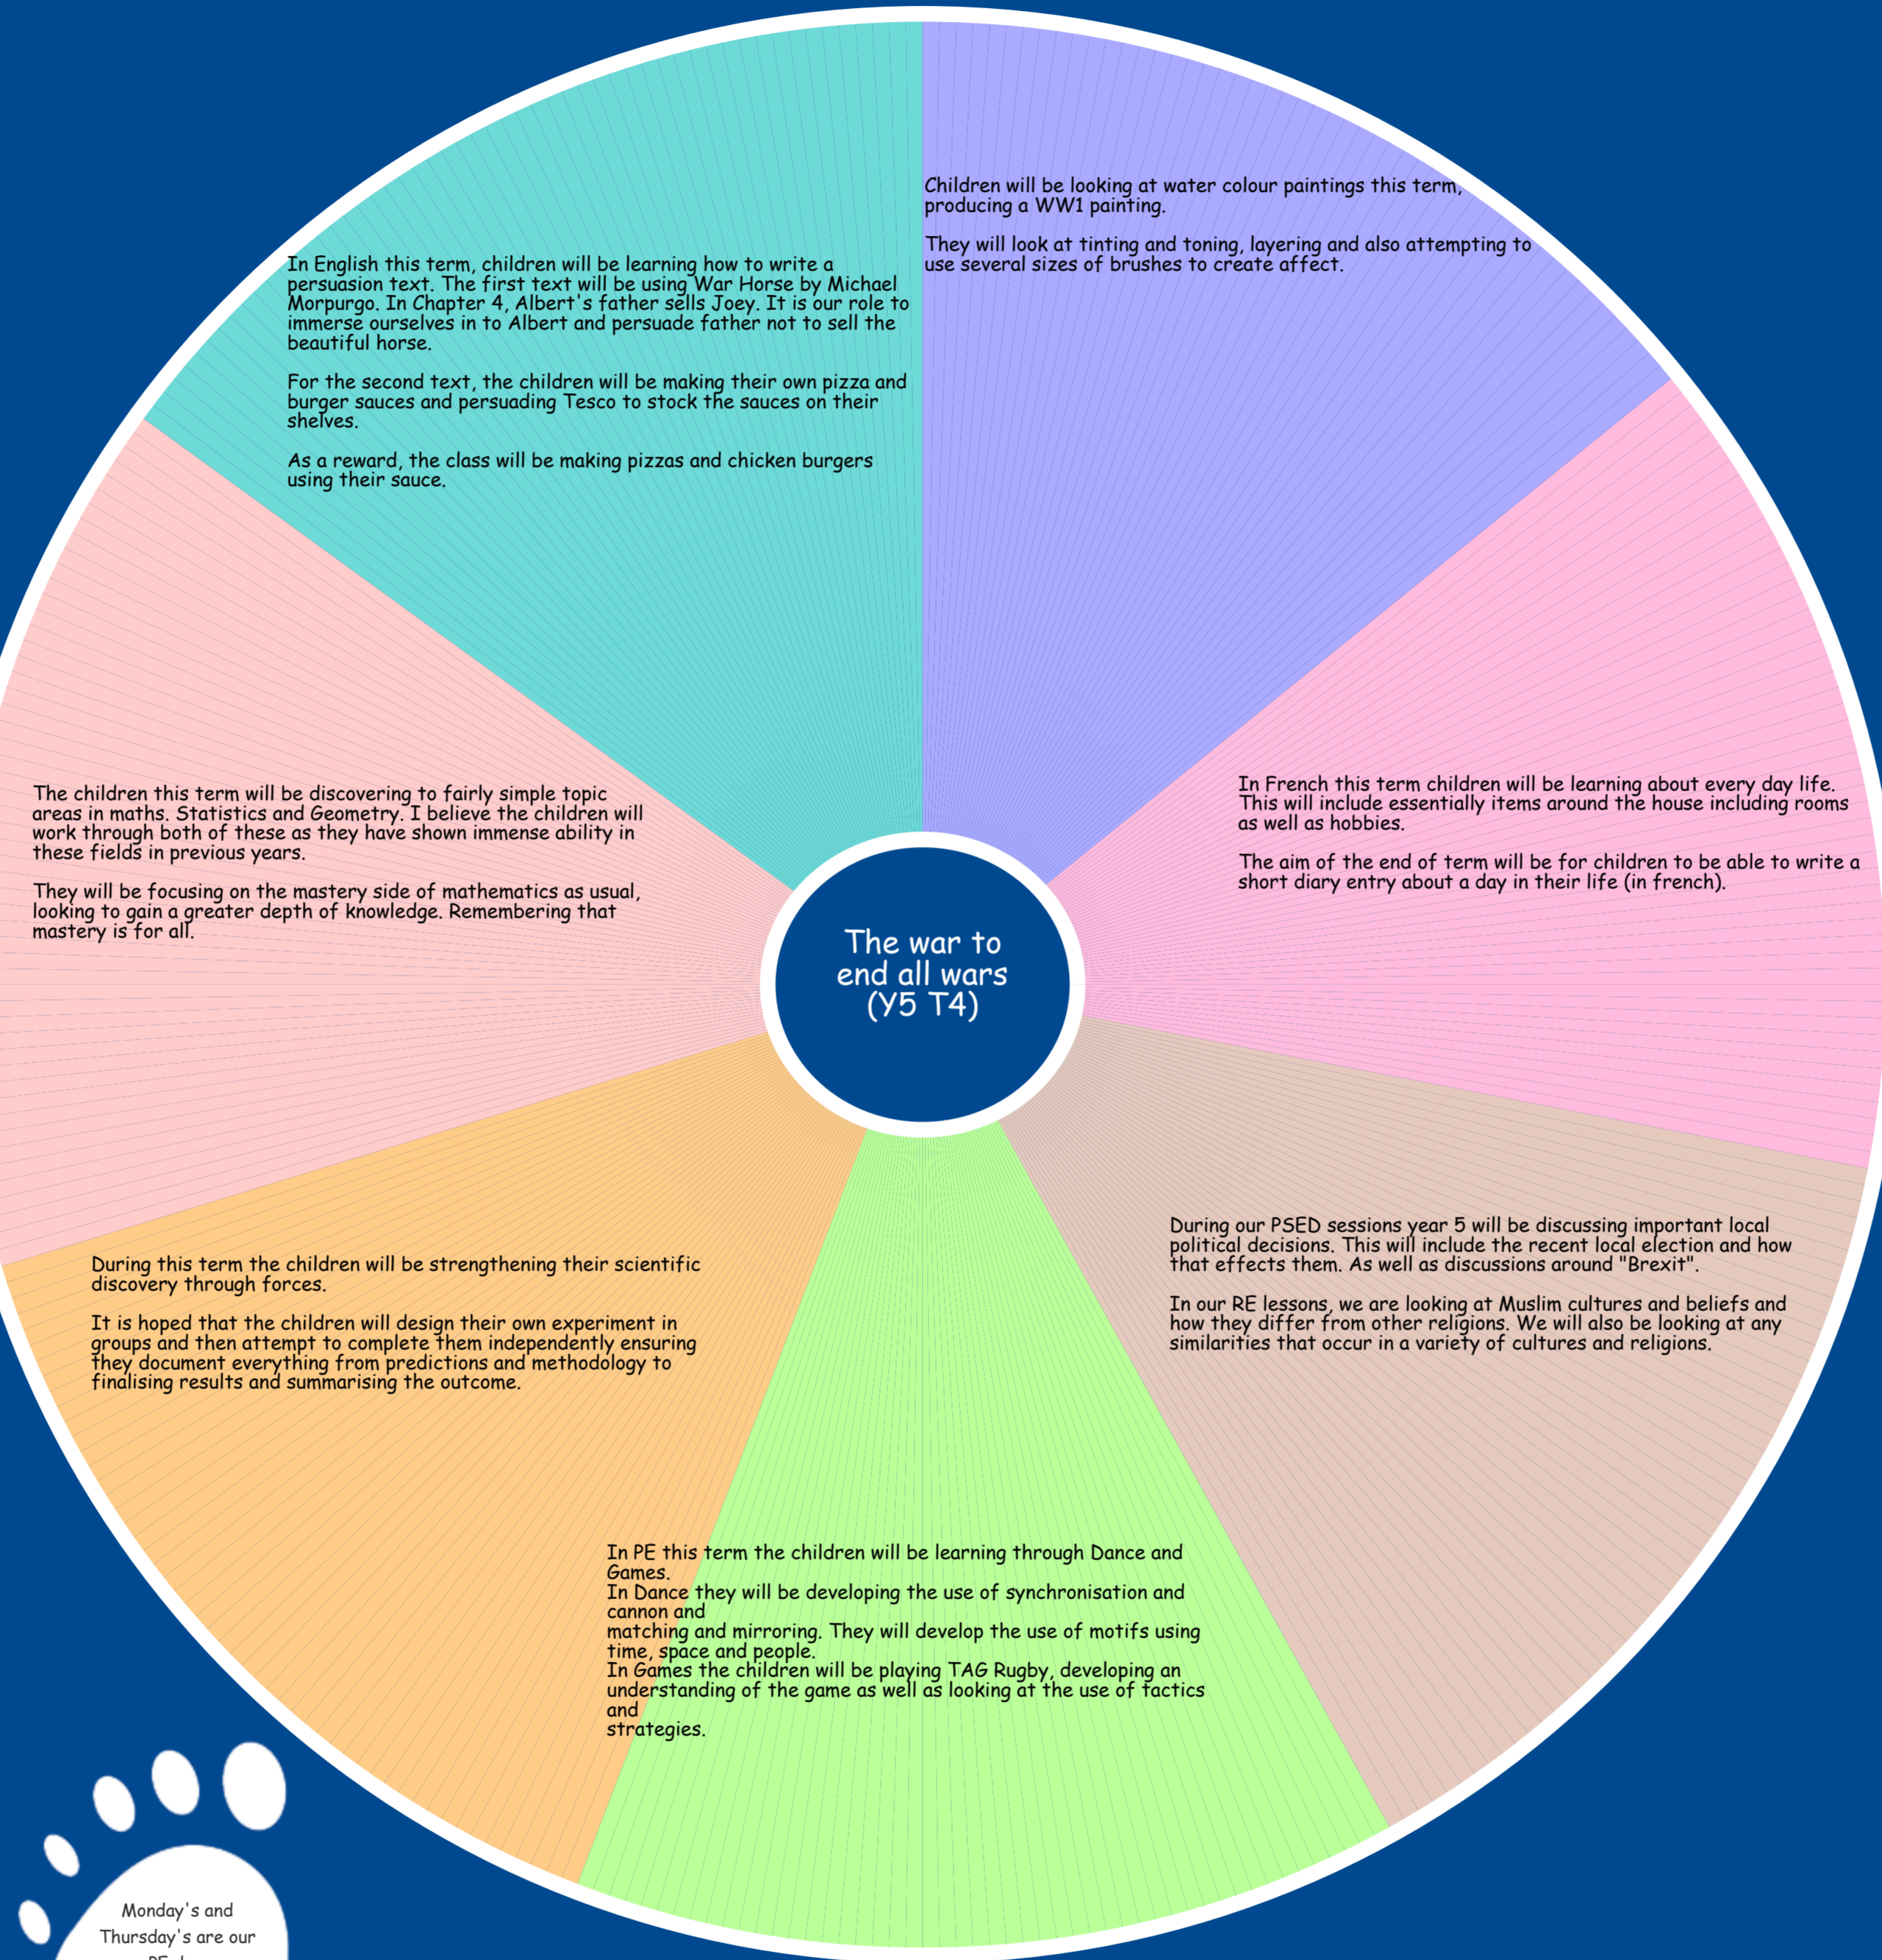 Children will be looking at water colour paintings this term,
producing a WW1 painting.
They will look at tinting and toning, layering and also attempting to
use several sizes of brushes to create affect.
In English this term, children will be learning how to write a
persuasion text. The first text will be using War Horse by Michael
Morpurgo. In Chapter 4, Albert's father sells Joey. It is our role to
immerse ourselves in to Albert and persuade father not to sell the
beautiful horse.
For the second text, the children will be making their own pizza and
burger sauces and persuading Tesco to stock the sauces on their
shelves.
As a reward, the class will be making pizzas and chicken burgers
using their sauce.
In French this term children will be learning about every day life.
This will include essentially items around the house including rooms
as well as hobbies.
The aim of the end of term will be for children to be able to write a
short diary entry about a day in their life (in french).
The children this term will be discovering to fairly simple topic
areas in maths. Statistics and Geometry. I believe the children will
work through both of these as they have shown immense ability in
these fields in previous years.
They will be focusing on the mastery side of mathematics as usual,
looking to gain a greater depth of knowledge. Remembering that
mastery is for all.
The war to
end all wars
(Y5 T4)
During our PSED sessions year 5 will be discussing important local
political decisions. This will include the recent local election and how
that effects them. As well as discussions around "Brexit".
In our RE lessons, we are looking at Muslim cultures and beliefs and
how they differ from other religions. We will also be looking at any
similarities that occur in a variety of cultures and religions.
During this term the children will be strengthening their scientific
discovery through forces.
It is hoped that the children will design their own experiment in
groups and then attempt to complete them independently ensuring
they document everything from predictions and methodology to
finalising results and summarising the outcome.
In PE this term the children will be learning through Dance and
Games.
In Dance they will be developing the use of synchronisation and
cannon and
matching and mirroring. They will develop the use of motifs using
time, space and people.
In Games the children will be playing TAG Rugby, developing an
understanding of the game as well as looking at the use of tactics
and
strategies.
Monday's and
Thursday's are our